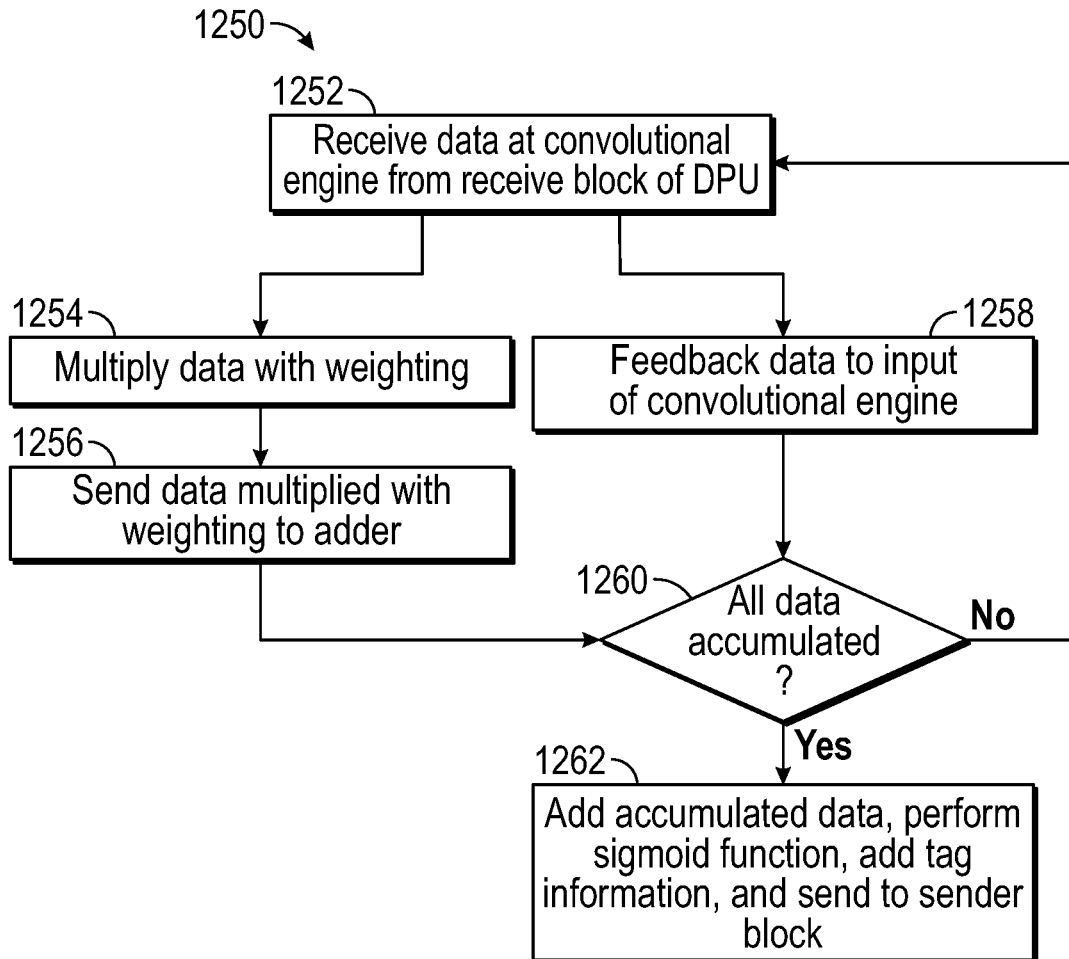 1250
1252
Receive data at convolutional
engine from receive block of DPU
1254
Multiply data with weighting
1258
Feedback data to input
of convolutional engine
1256
Send data multiplied with
weighting to adder
1260
All data
accumulated
?
No
Yes
1262
Add accumulated data, perform
sigmoid function, add tag
information, and send to sender
block